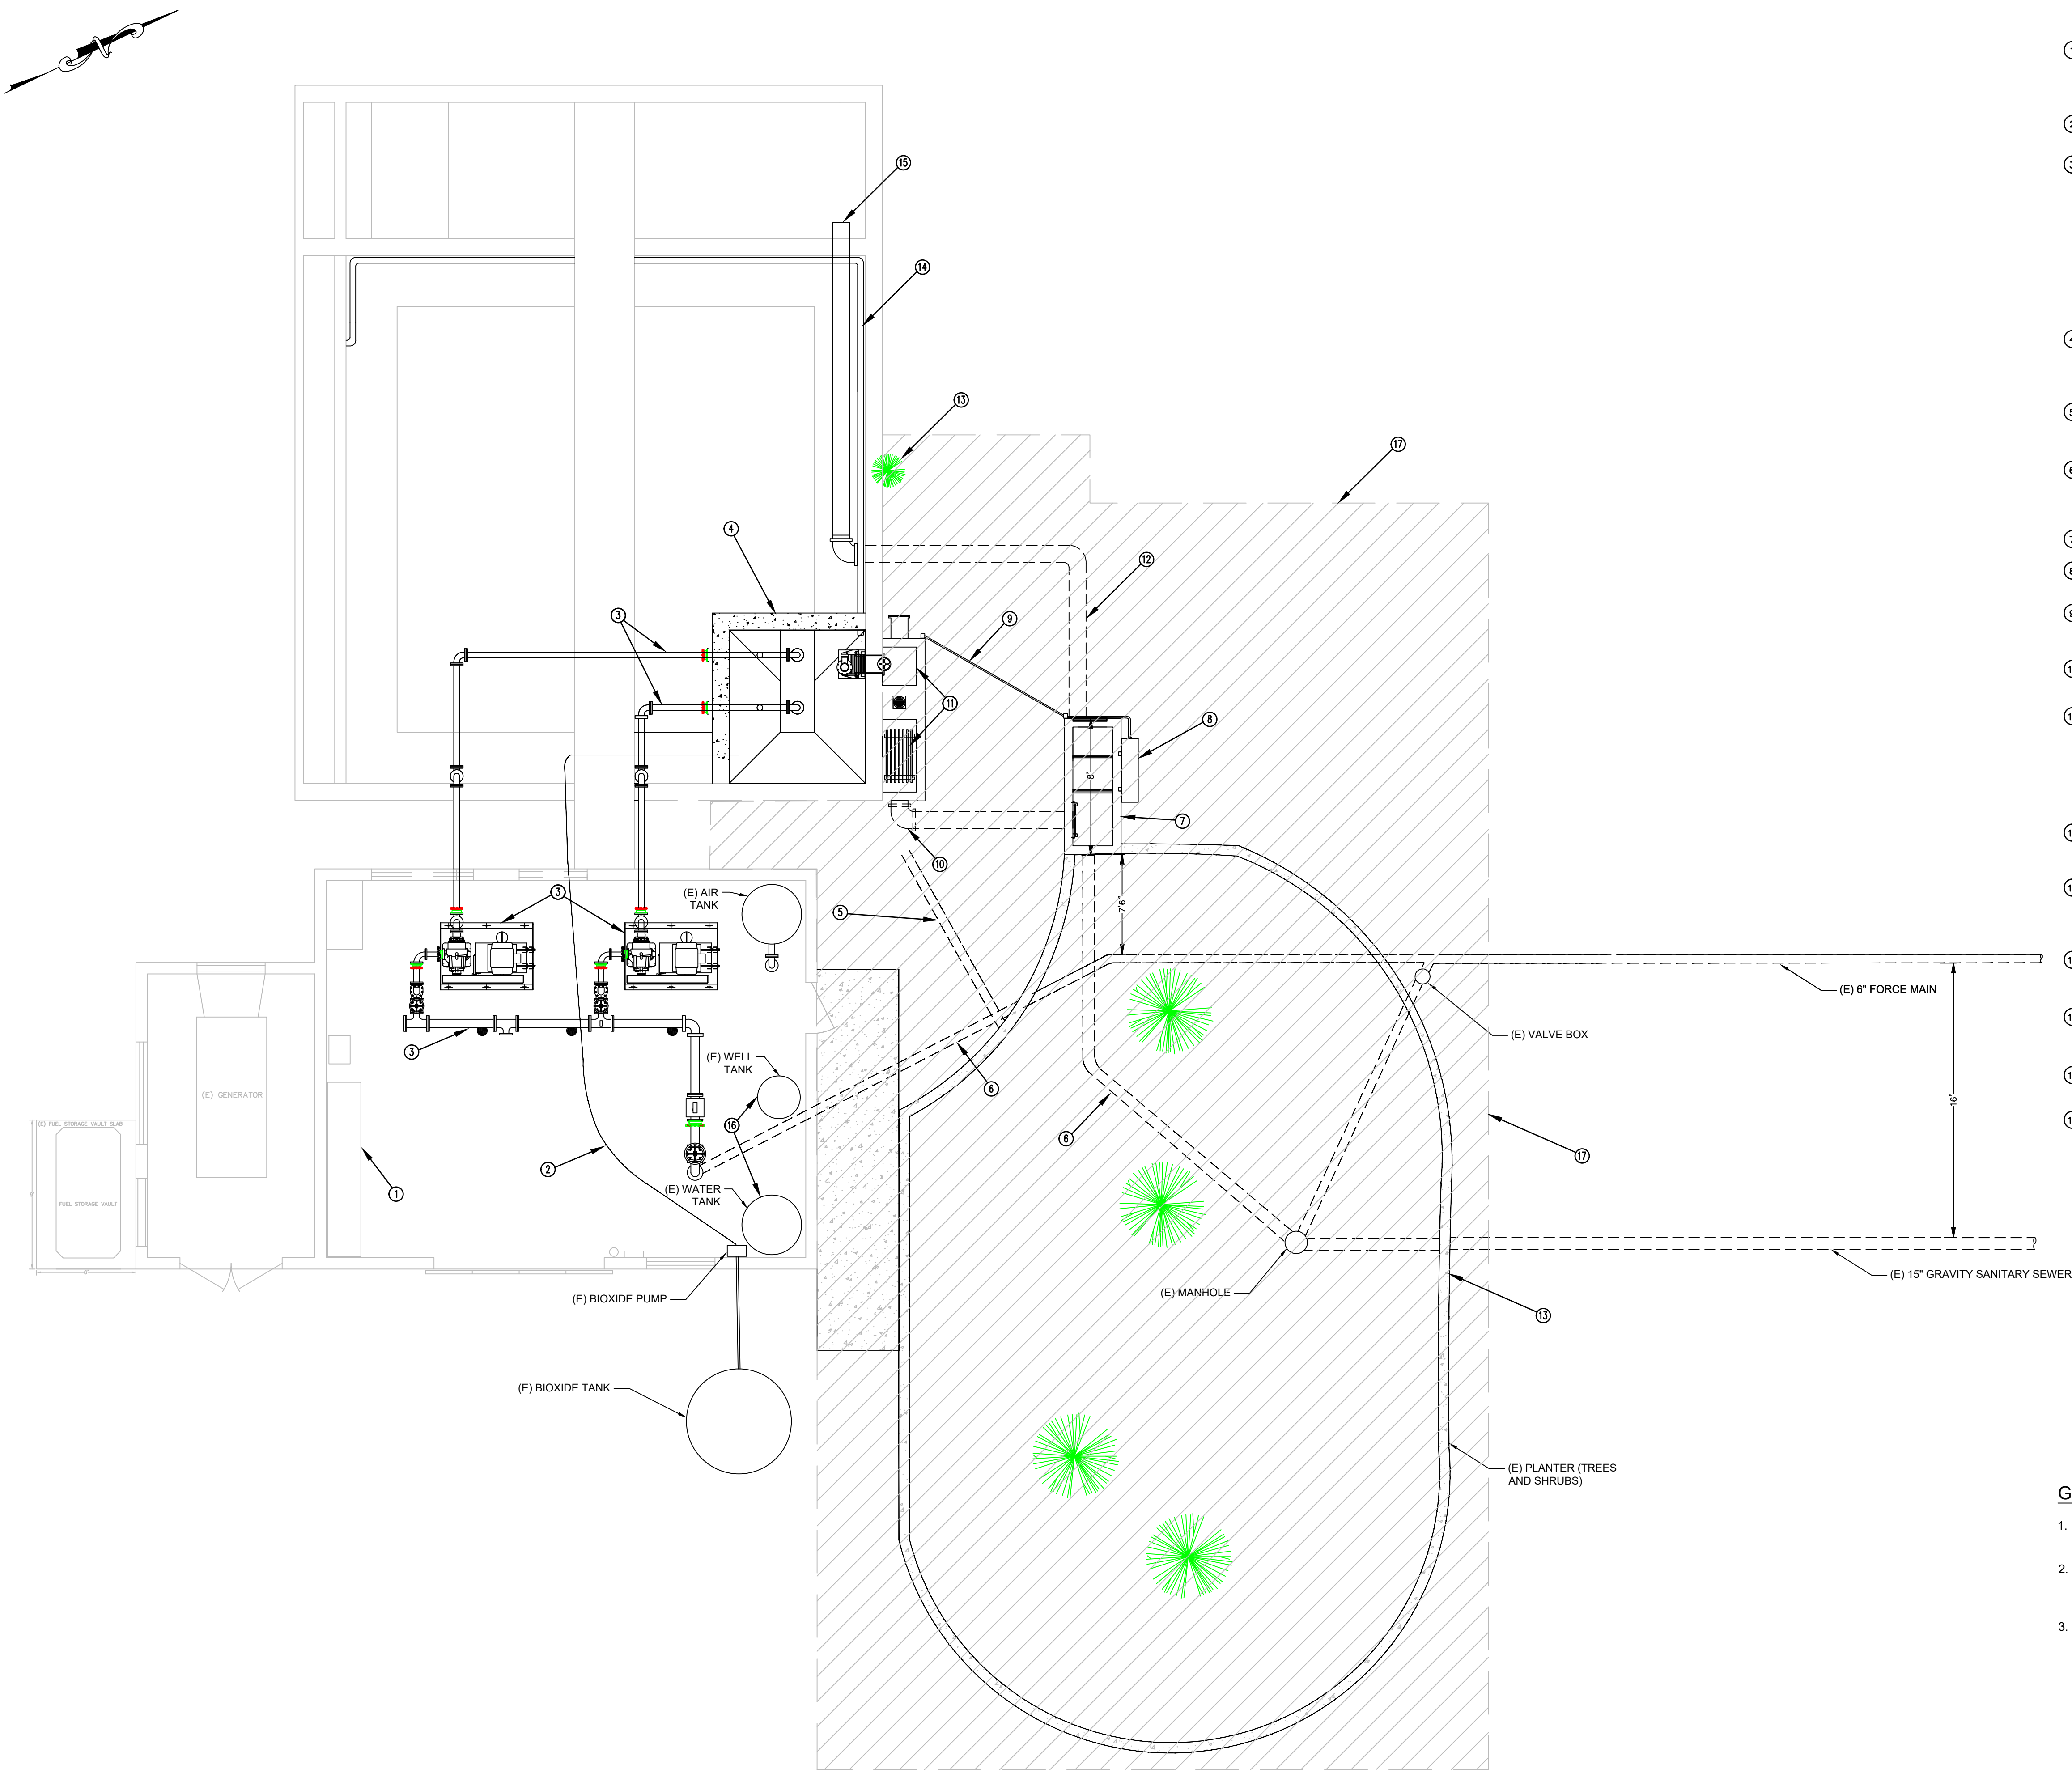 15
14
13
17
4
12
3
9
11
8
7
10
(E) AIR
TANK
3
5
8'
7'6"
(E) 6" FORCE MAIN
(E) VALVE BOX
3
(E) WELL
TANK
6
(E) GENERATOR
16'
(E) FUEL STORAGE VAULT SLAB
16
6
17
2
1
(E) WATER
TANK
FUEL STORAGE VAULT
(E) 15" GRAVITY SANITARY SEWER
(E) MANHOLE
(E) BIOXIDE PUMP
13
(E) BIOXIDE TANK
(E) PLANTER (TREES
AND SHRUBS)
G
1.
2.
3.